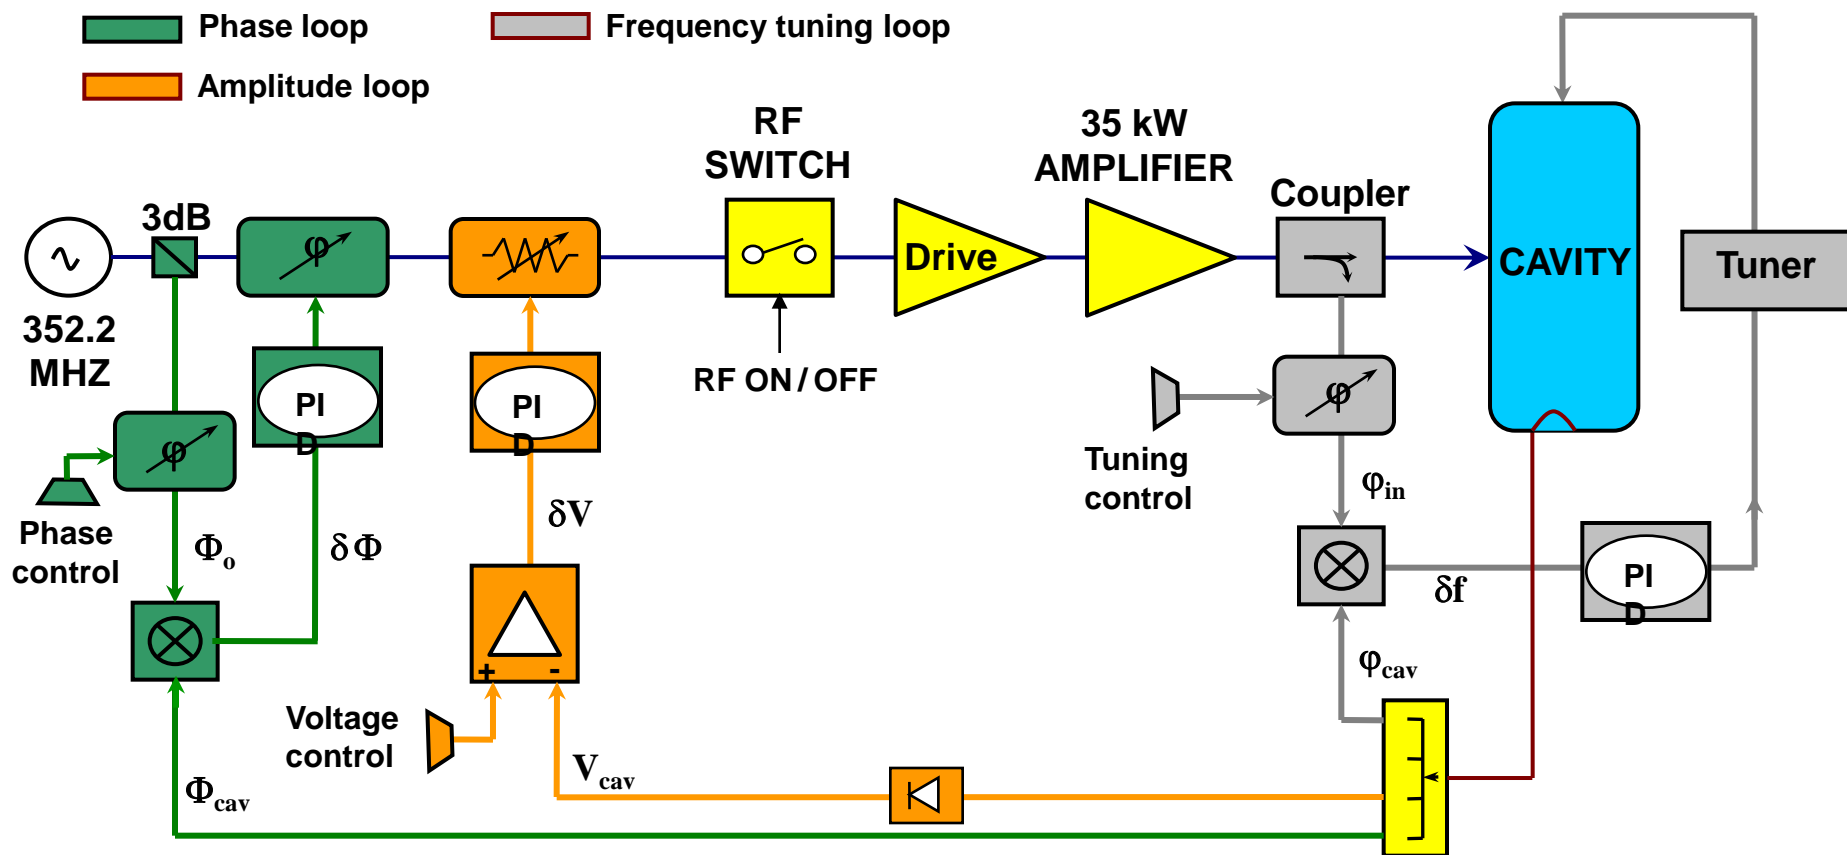 Phase loop
Frequency tuning loop
Amplitude loop
RF
SWITCH
35 kW
AMPLIFIER
Coupler
3dB
φ
Drive
CAVITY
Tuner
352.2
MHZ
RF ON / OFF
PI
D
PI
D
φ
φ
Tuning
control
φin
Phase
control
Φo
δΦ
δV
δf
PI
D
+ -
φcav
Voltage
control
Vcav
Φcav